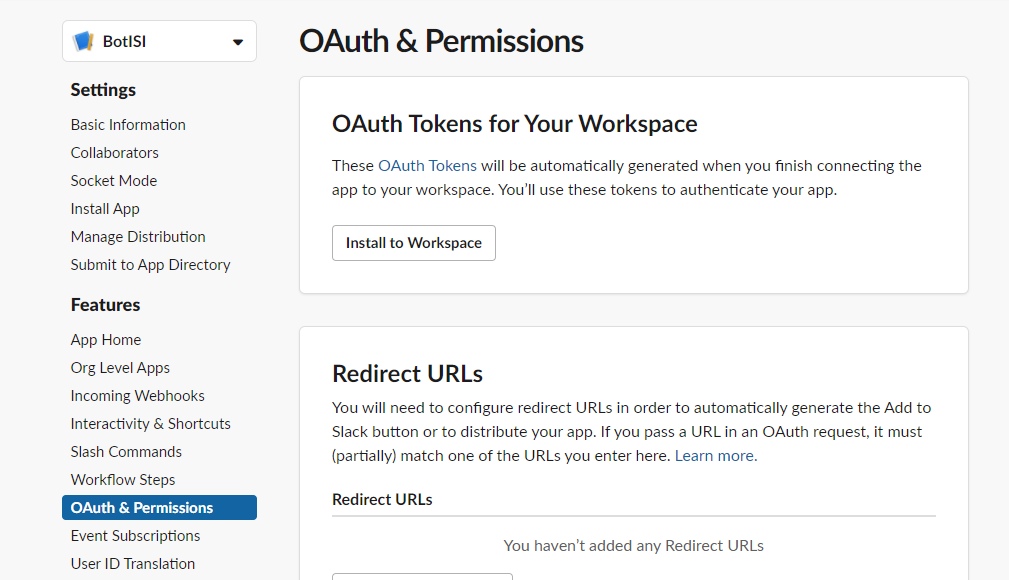 BotISI
Settings
Basic Information
Collaborators
Socket Mode
Install App
Manage Distribution
Submit to App Directory
Features
App Home
Org Level Apps
Incoming Webhooks
Interactivity & Shortcuts
Slash Commands
Workflow Steps
OAuth & Permissions
Event Subscriptions
User ID Translation
OAuth & Permissions
OAuth Tokens for Your Workspace
These OAuth Tokens will be automatically generated when you finish connecting the
app to your workspace. You’ll use these tokens to authenticate your app.
Install to Workspace
Redirect URLs
You will need to configure redirect URLs in order to automatically generate the Add to
Slack button or to distribute your app. If you pass a URL in an OAuth request, it must
(partially) match one of the URLs you enter here. Learn more.
Redirect URLs
You haven’t added any Redirect URLs